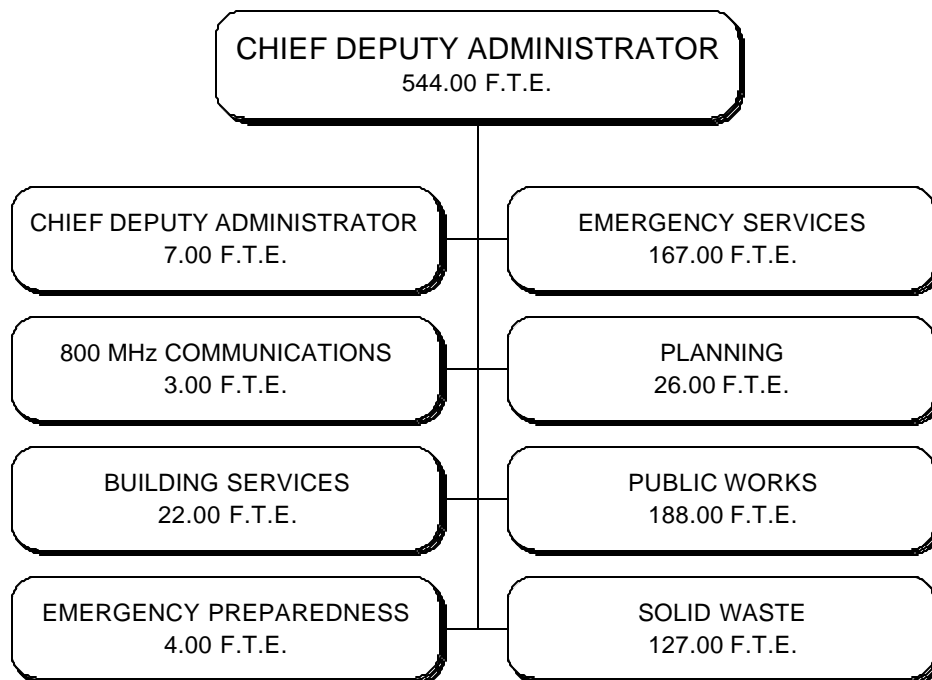 CHIEF DEPUTY ADMINISTRATOR
544.00 F.T.E.
CHIEF DEPUTY ADMINISTRATOR
7.00 F.T.E.
EMERGENCY SERVICES
167.00 F.T.E.
800 MHz COMMUNICATIONS
3.00 F.T.E.
PLANNING
26.00 F.T.E.
BUILDING SERVICES
22.00 F.T.E.
PUBLIC WORKS
188.00 F.T.E.
EMERGENCY PREPAREDNESS
4.00 F.T.E.
SOLID WASTE
127.00 F.T.E.